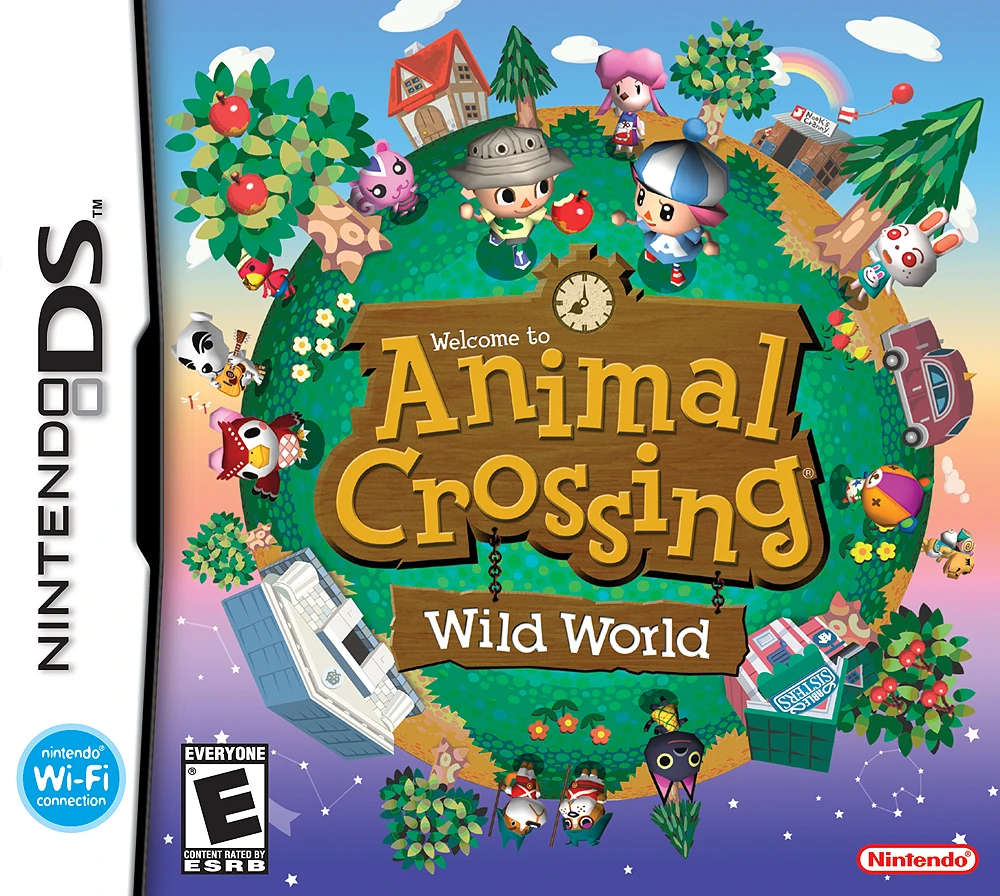 NINTENDO DS™
nintendo®
Wi-Fi
connection
Nook's
Cranny
Welcome to
Animal
Crossing®
Wild World
ABLE
SISTERS
EVERYONE
E
®
CONTENT RATED BY
ESRB
Nintendo®